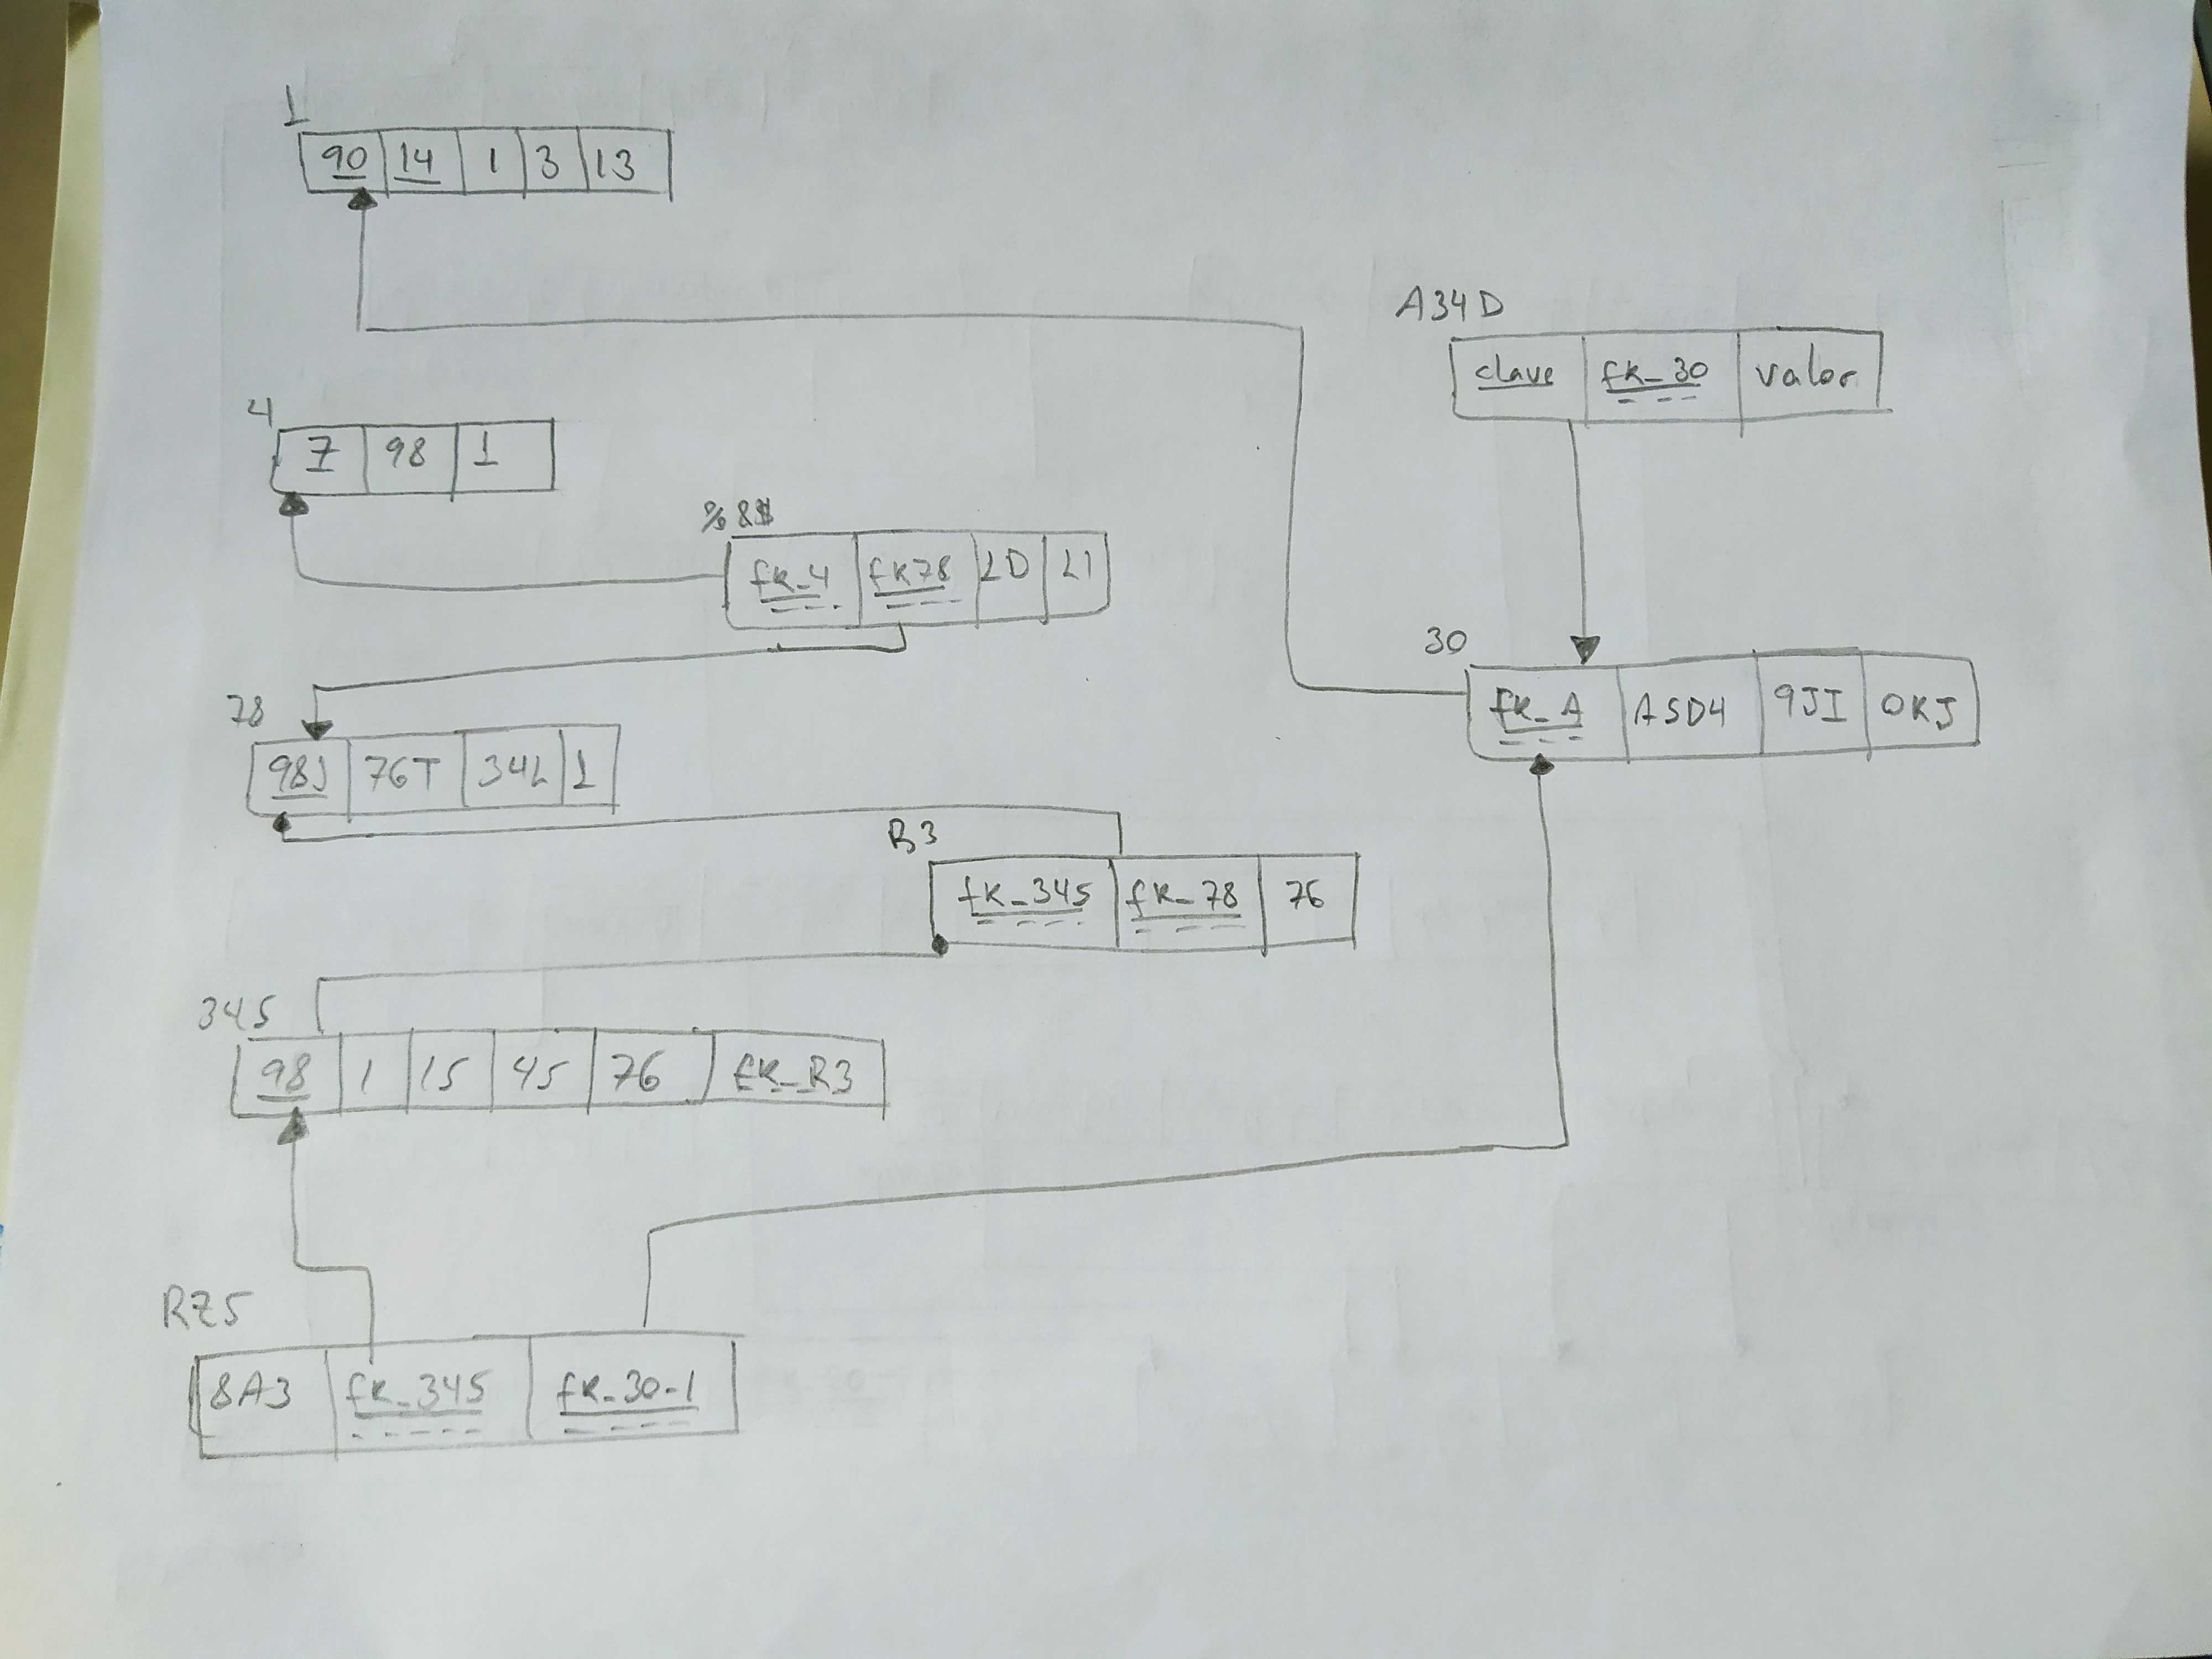 1
90 14 1 3 13
A34D
clave fk_30 valor
4
7 98 1
%8$
fk_4 fk78 LD L1
30
fk_A ASD4 9JI OKJ
78
98J 76T 34L 1
R3
fk_345 fk_78 76
345
98 1 15 45 76 fk_R3
RZ5
8A3 fk_345 fk_30-1